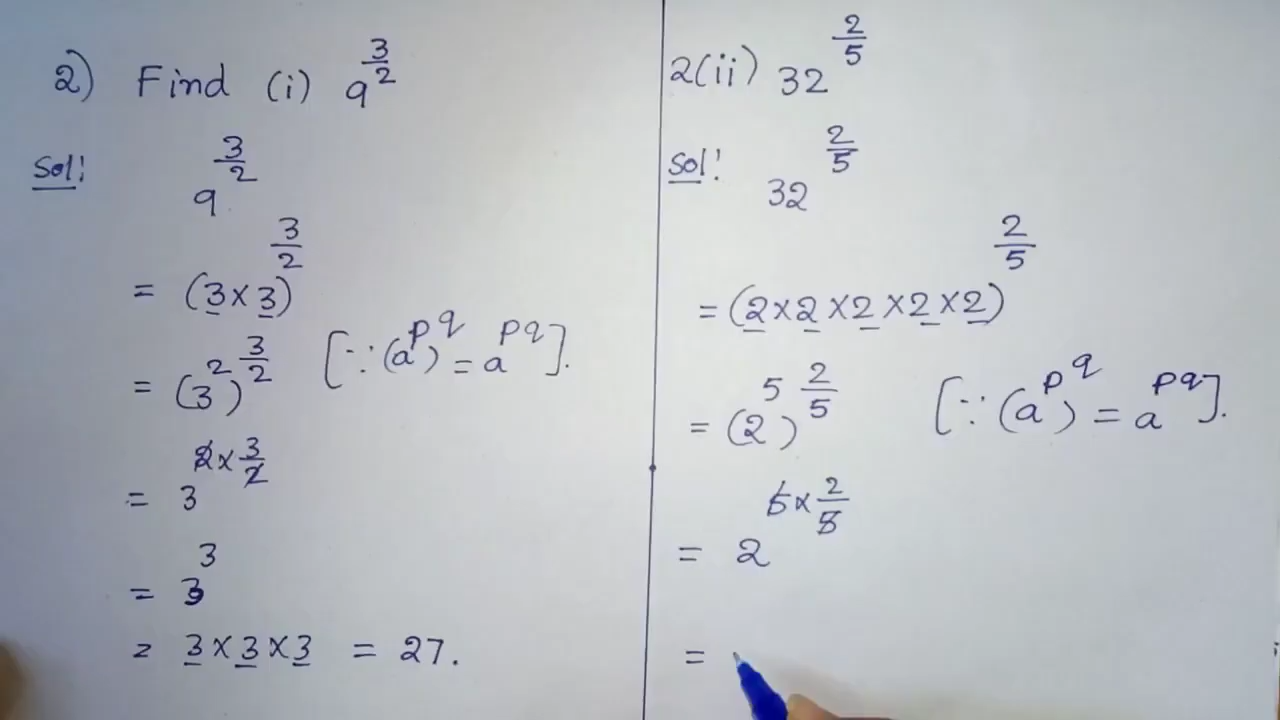 2) Find (i) 9^(3/2)
Sol!
9^(3/2)
= (3×3)^(3/2)
= (3^2)^(3/2) [∵ (a^p)^q = a^pq].
= 3^(2×3/2)
= 3^3
= 3×3×3 = 27.
2(ii) 32^(2/5)
Sol!
32^(2/5)
= (2×2×2×2×2)^(2/5)
= (2^5)^(2/5) [∵ (a^p)^q = a^pq].
= 2^(5×2/5)
=